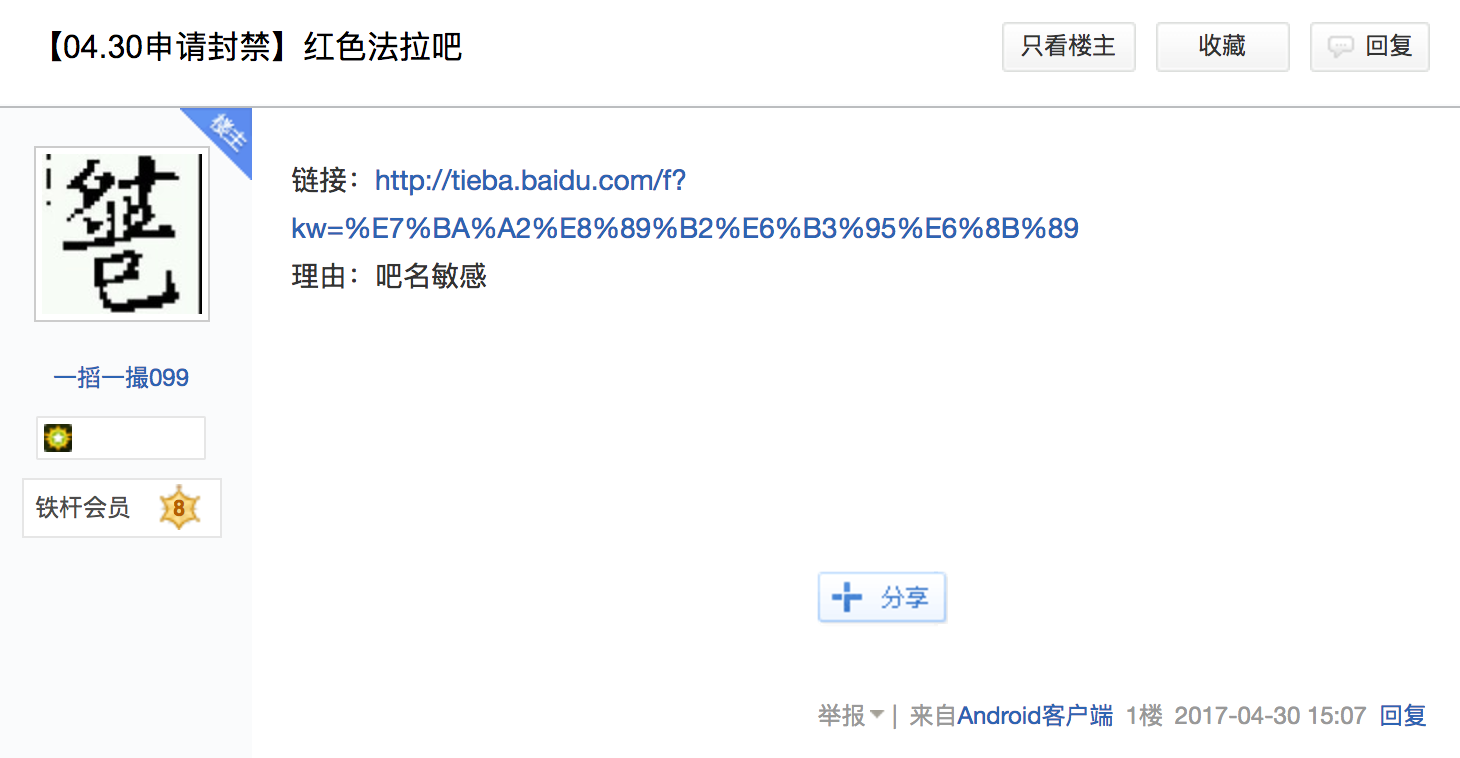 【04.30申请封禁】红色法拉吧
只看楼主
收藏
回复
楼主
链接：http://tieba.baidu.com/f?
kw=%E7%BA%A2%E8%89%B2%E6%B3%95%E6%8B%89
理由：吧名敏感
一搯一撮099
铁杆会员 8
分享
举报 | 来自Android客户端 1楼 2017-04-30 15:07 回复